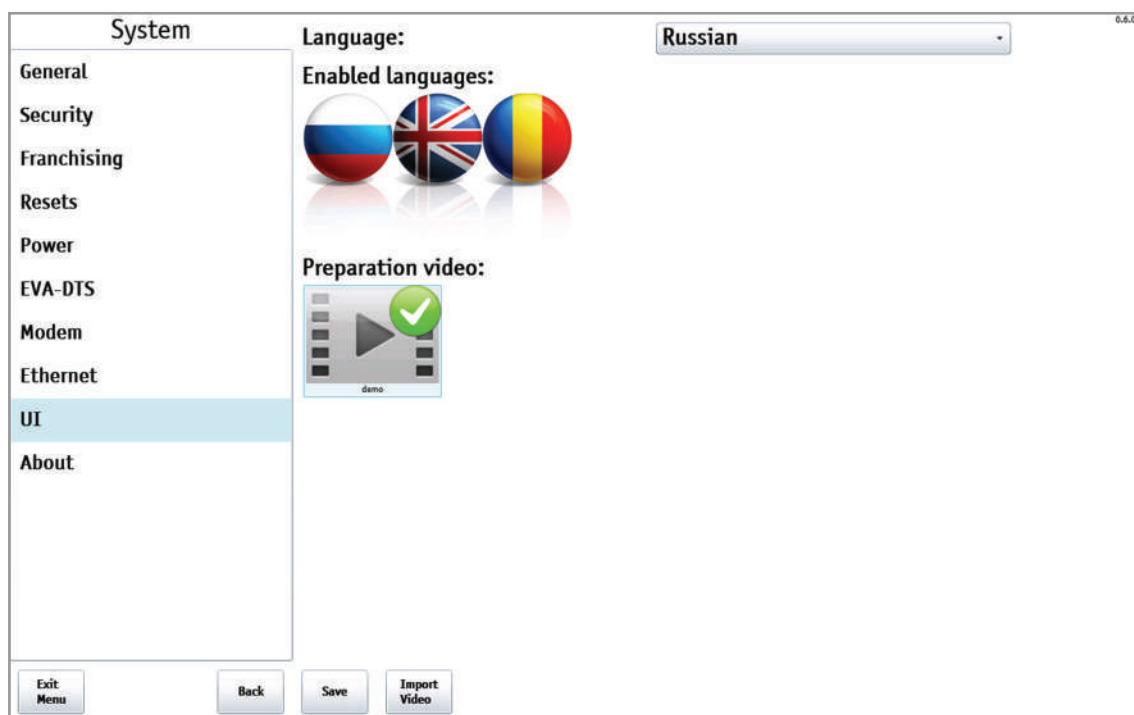 System
General
Security
Franchising
Resets
Power
EVA-DTS
Modem
Ethernet
UI
About
Language:
Russian
Enabled languages:
Preparation video:
demo
Exit
Menu
Back
Save
Import
Video